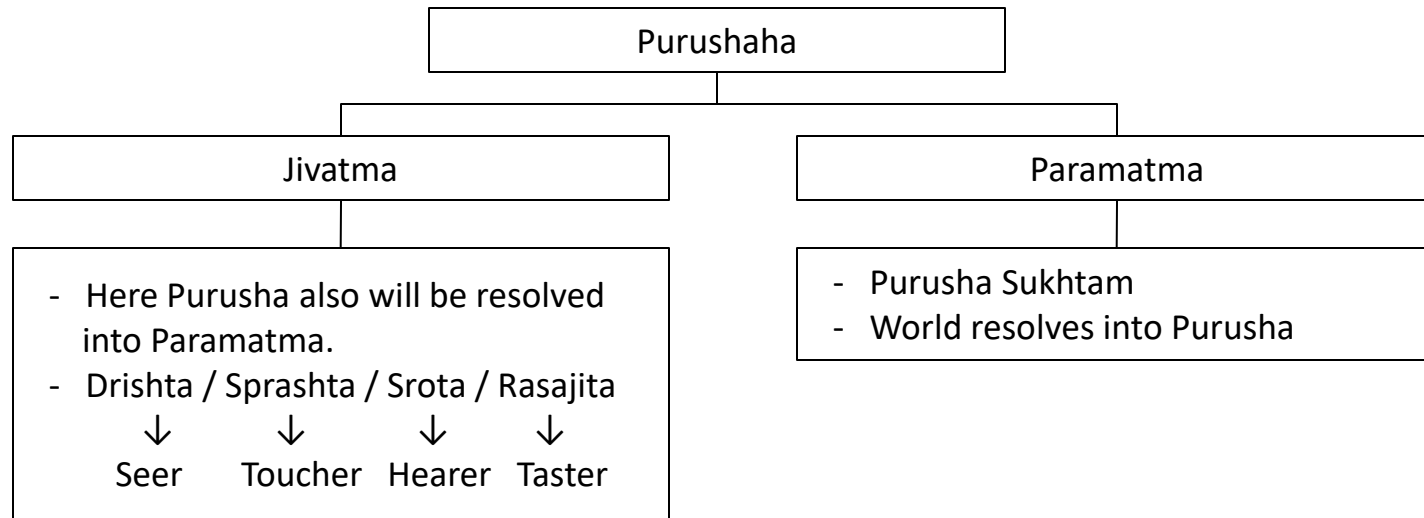 Purushaha
Jivatma
Paramatma
- Here Purusha also will be resolved
into Paramatma.
- Drishta / Sprashta / Srota / Rasajita
↓ ↓ ↓ ↓
Seer Toucher Hearer Taster
- Purusha Sukhtam
- World resolves into Purusha